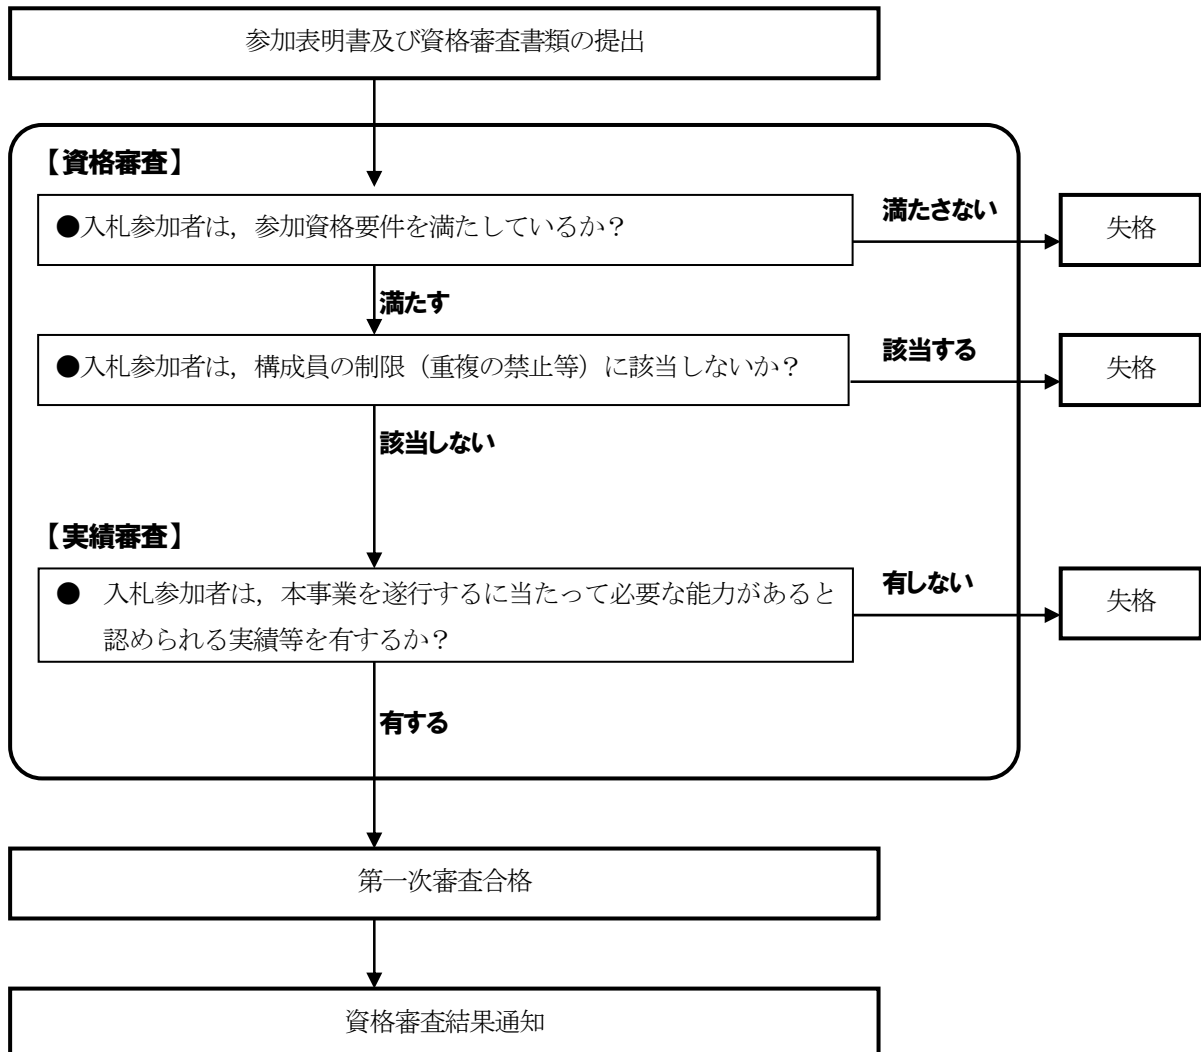 参加表明書及び資格審査書類の提出
【資格審査】
●入札参加者は，参加資格要件を満たしているか？
満たさない
失格
満たす
●入札参加者は，構成員の制限（重複の禁止等）に該当しないか？
該当する
失格
該当しない
【実績審査】
●　入札参加者は，本事業を遂行するに当たって必要な能力があると
認められる実績等を有するか？
有しない
失格
有する
第一次審査合格
資格審査結果通知